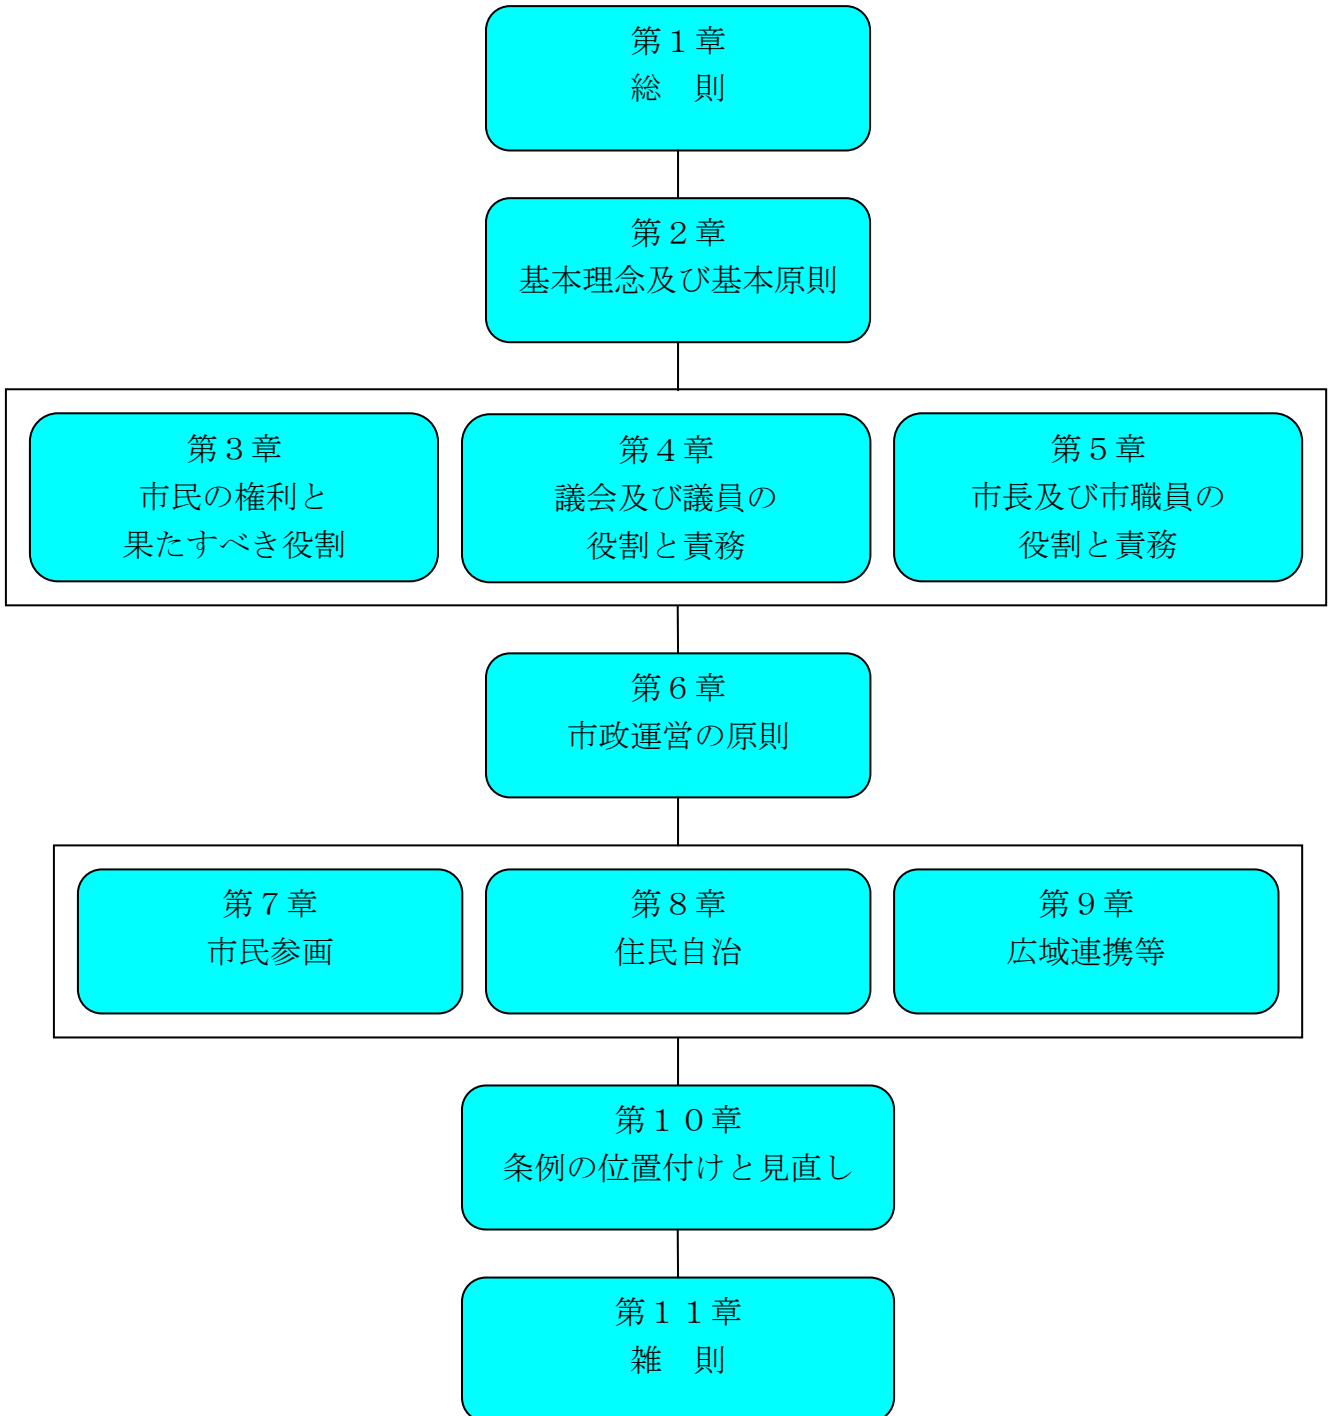 第１章
総　則
第２章
基本理念及び基本原則
第３章
市民の権利と
果たすべき役割
第４章
議会及び議員の
役割と責務
第５章
市長及び市職員の
役割と責務
第６章
市政運営の原則
第７章
市民参画
第８章
住民自治
第９章
広域連携等
第１０章
条例の位置付けと見直し
第１１章
雑　則